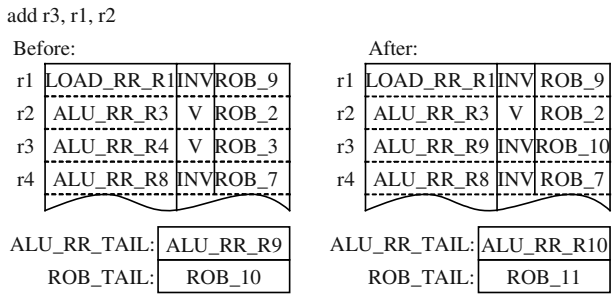 add r3, r1, r2
Before: After:
r1 LOAD_RR_R1 INV ROB_9 r1 LOAD_RR_R1 INV ROB_9
r2 ALU_RR_R3 V ROB_2 r2 ALU_RR_R3 V ROB_2
r3 ALU_RR_R4 V ROB_3 r3 ALU_RR_R9 INV ROB_10
r4 ALU_RR_R8 INV ROB_7 r4 ALU_RR_R8 INV ROB_7
ALU_RR_TAIL: ALU_RR_R9 ALU_RR_TAIL: ALU_RR_R10
ROB_TAIL: ROB_10 ROB_TAIL: ROB_11